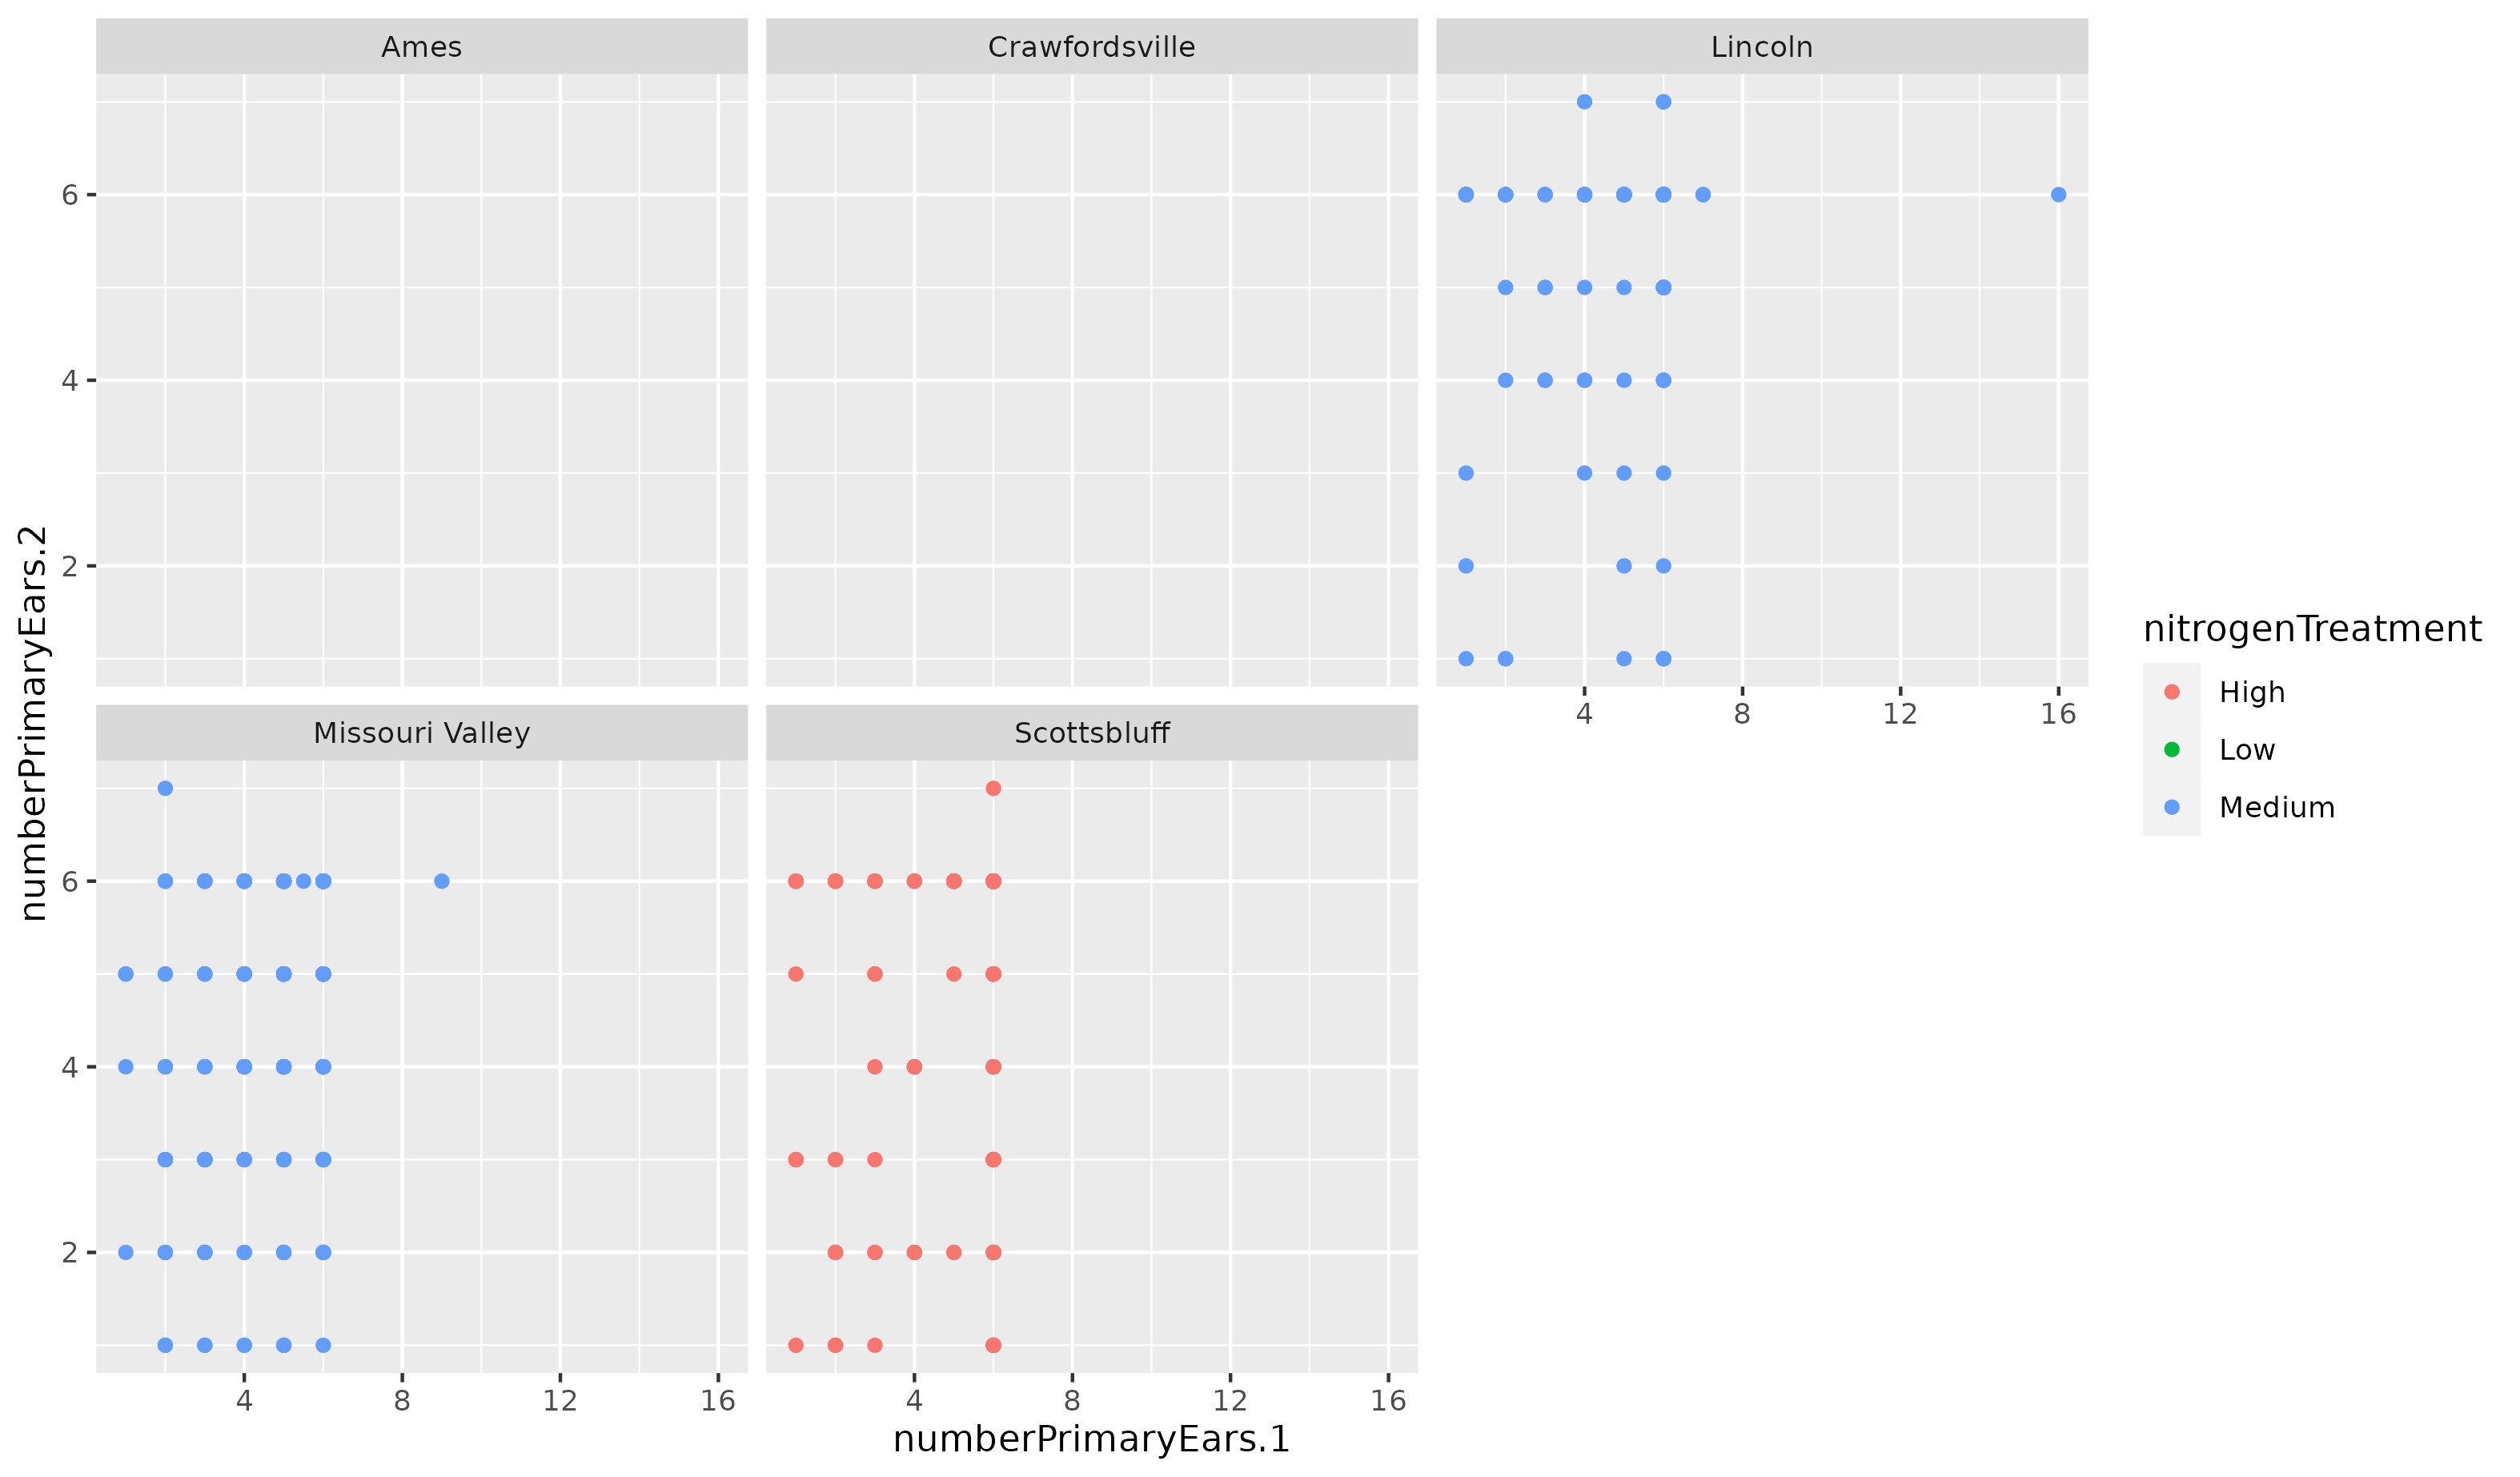 Ames
Crawfordsville
Lincoln
6
4
2
4 8 12 16
Missouri Valley
Scottsbluff
6
4
2
4 8 12 16
4 8 12 16
numberPrimaryEars.1
numberPrimaryEars.2
nitrogenTreatment
High
Low
Medium